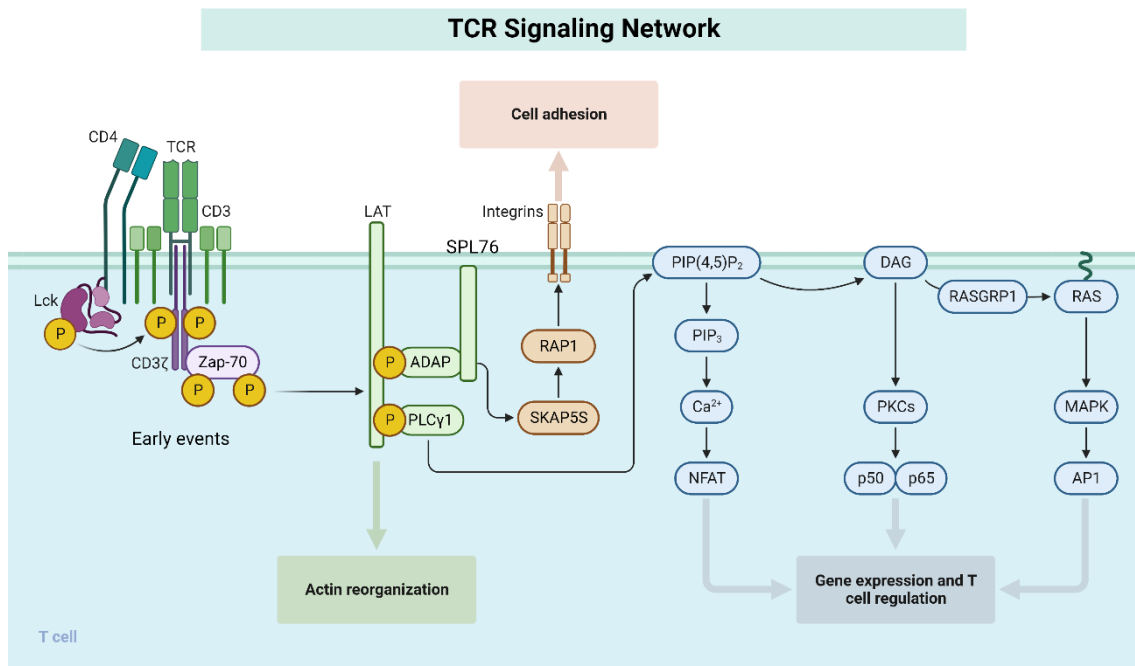 TCR Signaling Network
Cell adhesion
CD4
TCR
CD3
LAT
Integrins
SPL76
PIP(4,5)P₂
DAG
RASGRP1
RAS
Lck
P
P
P
CD3ζ
Zap-70
P
P
P
ADAP
RAP1
PIP₃
P
PLCγ1
SKAP5S
Ca²⁺
PKCs
MAPK
Early events
NFAT
p50
p65
AP1
Actin reorganization
Gene expression and T
cell regulation
T cell